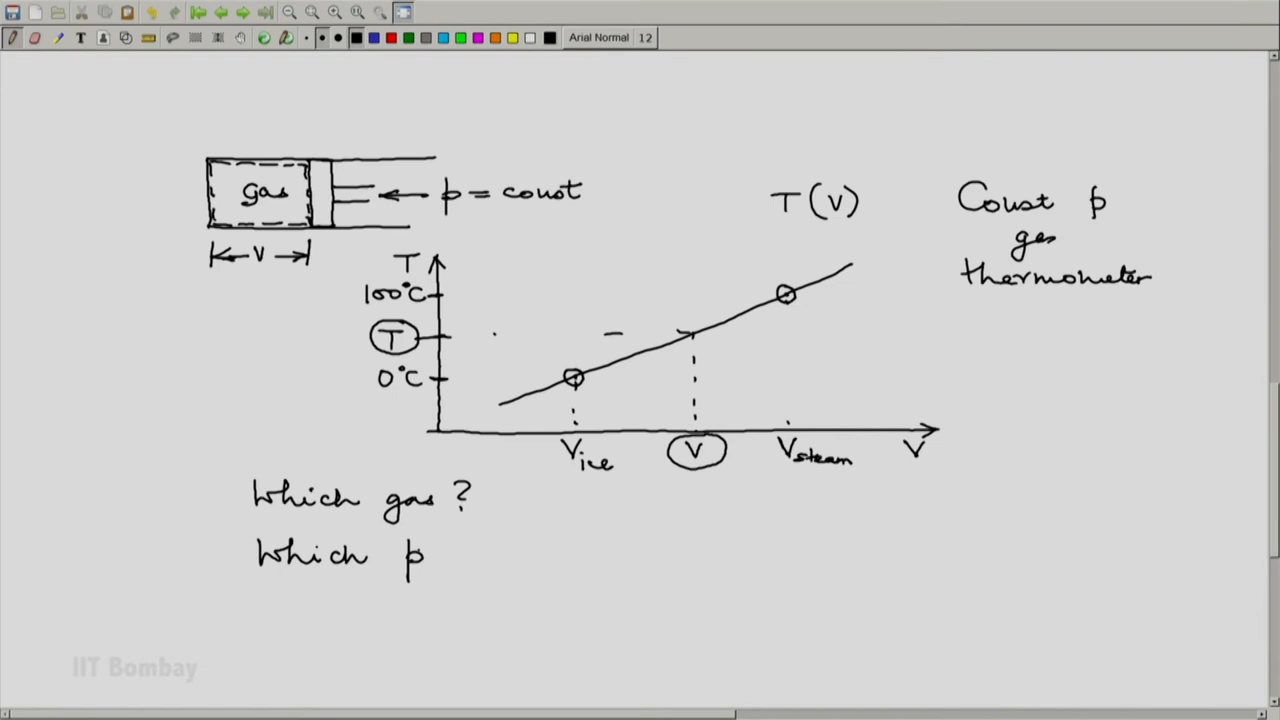 Arial Normal 12
gas
p = const
T(V)
Const p
gas
thermometer
V
T
100°C
T
0°C
Vice
V
Vsteam
V
Which gas ?
Which p
IIT Bombay